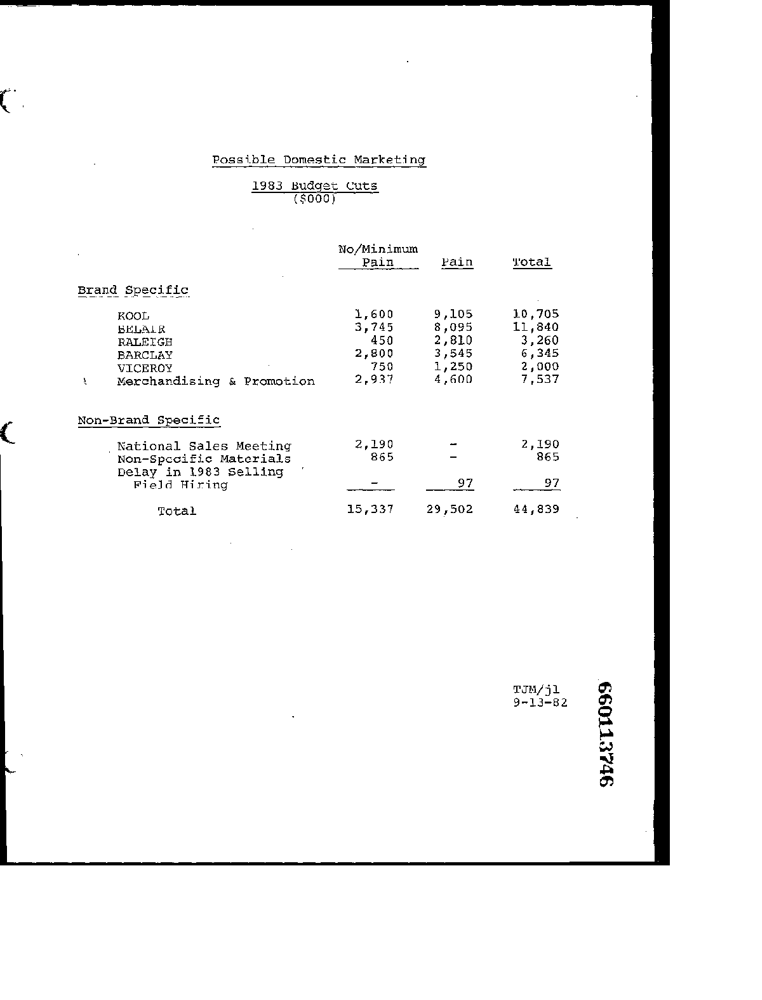 Possible Domestic Marketing
1983 Budget Cuts
($000)
No/Minimum
Pain Pain Total
Brand Specific
KOOL 1,600 9,105 10,705
BELAIR 3,745 8,095 11,840
RALEIGH 450 2,810 3,260
BARCLAY 2,800 3,545 6,345
VICEROY 750 1,250 2,000
Merchandising & Promotion 2,937 4,600 7,537
Non-Brand Specific
National Sales Meeting 2,190 - 2,190
Non-Specific Materials 865 - 865
Delay in 1983 Selling
Field Hiring - 97 97
Total 15,337 29,502 44,839
TJM/jl
9-13-82
660113746